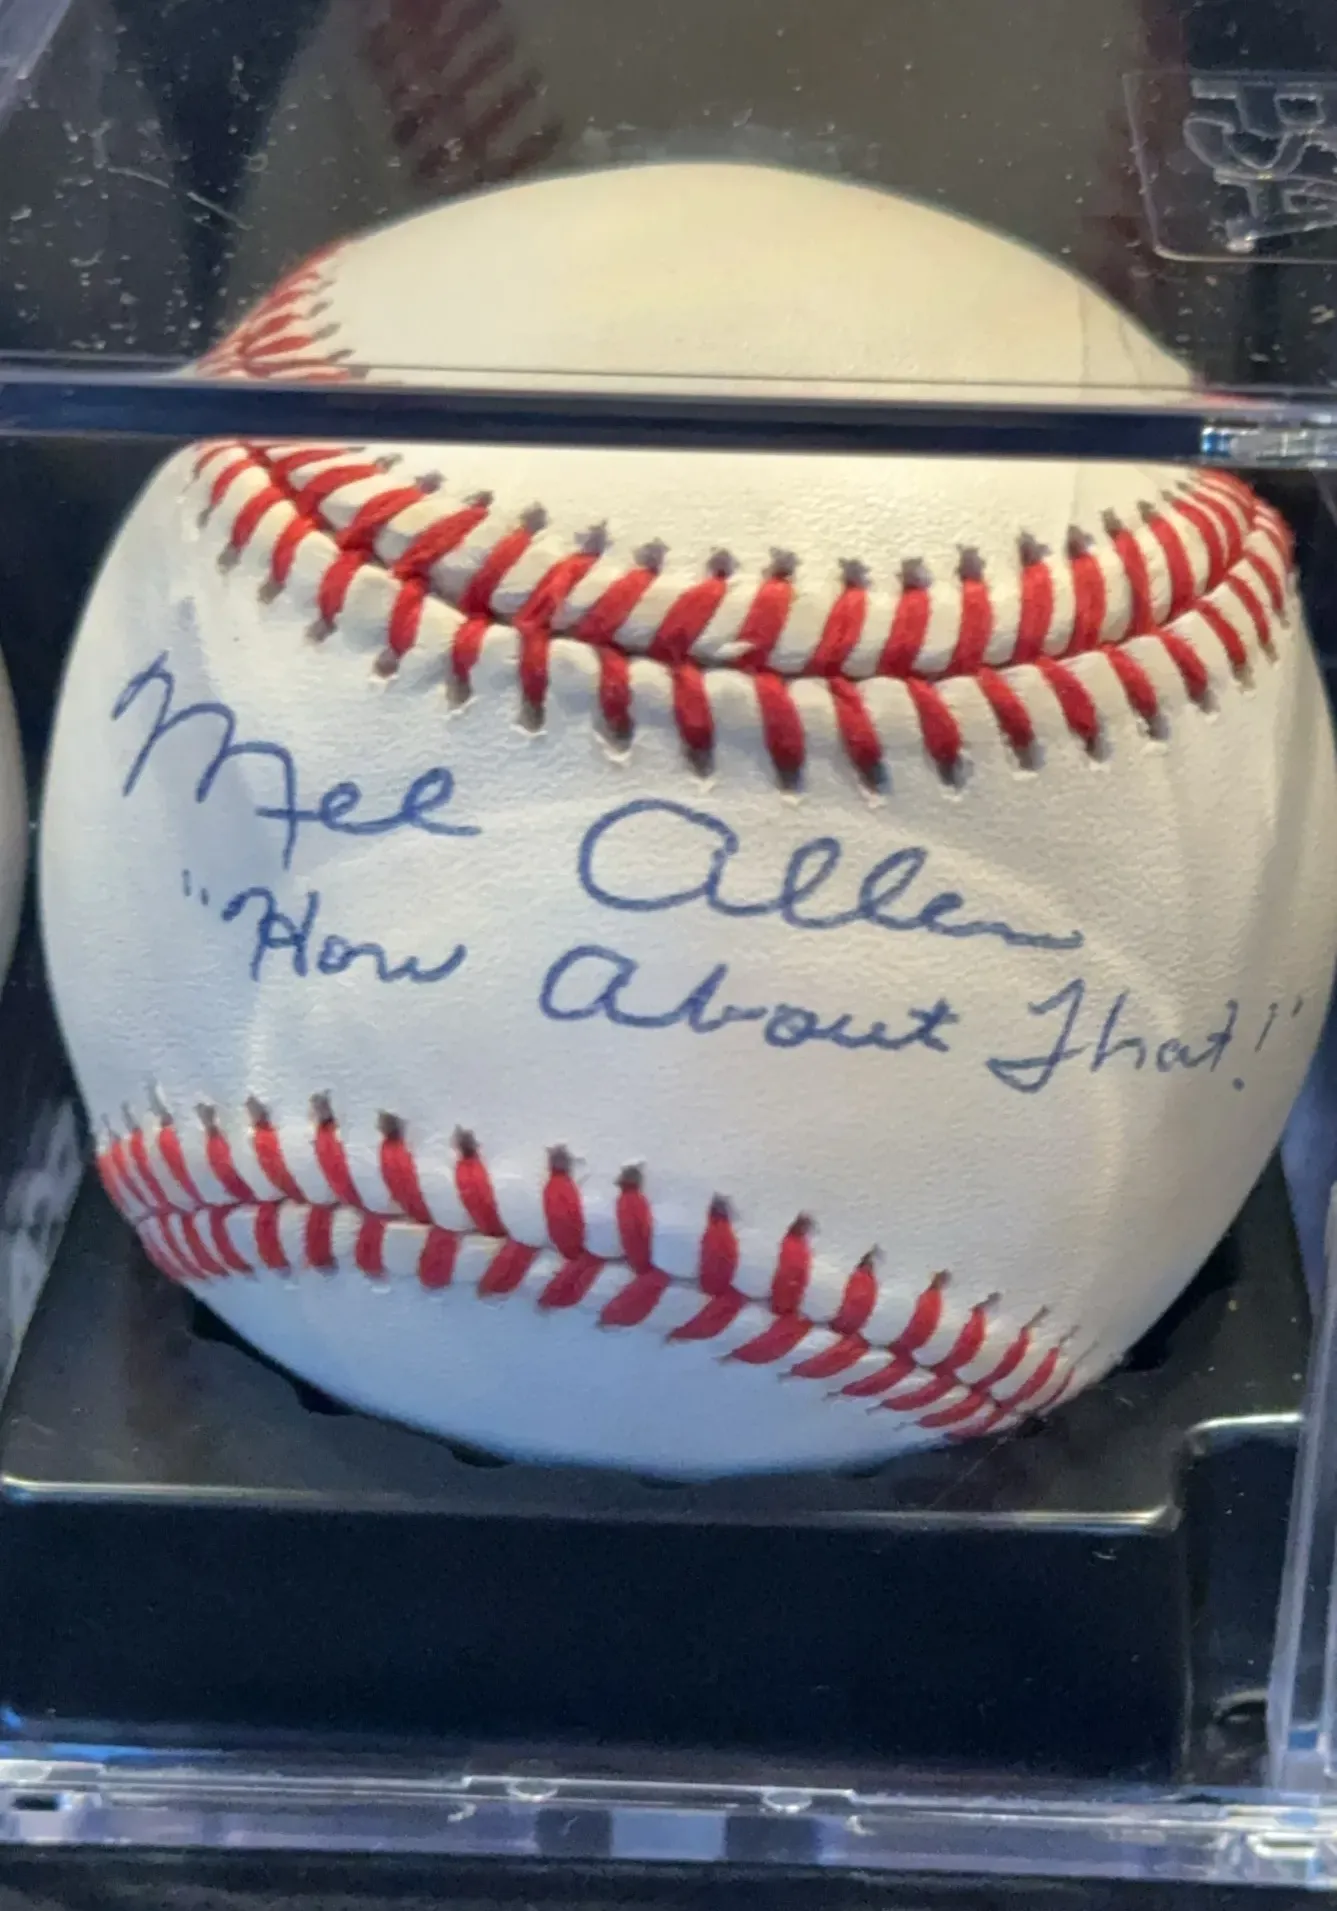 Mel Allen
"How About That!"